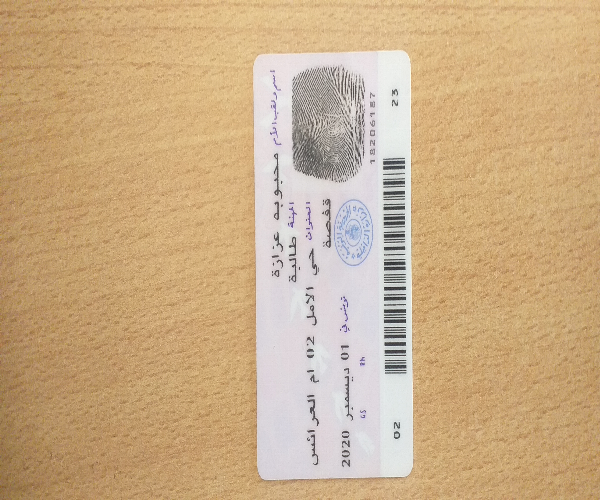 اسم ولقب الأم محبوبه عزازة
المهنة طالبة
العنوان حي الامل 02 ام العرائس
قفصة
تونس في 01 ديسمبر 2020
18206187
23
02